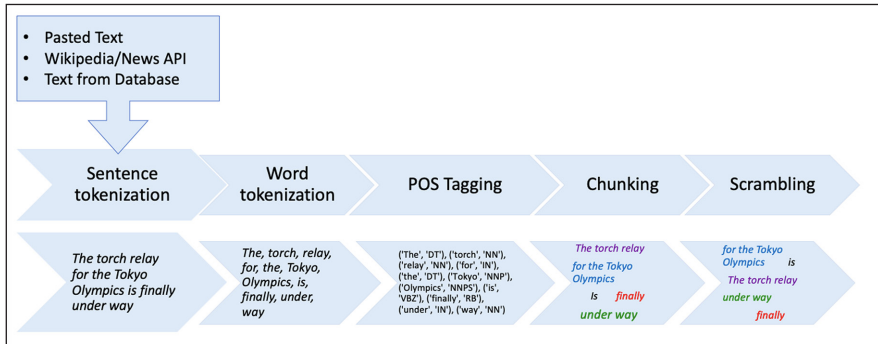 • Pasted Text
• Wikipedia/News API
• Text from Database
Sentence
tokenization
Word
tokenization
POS Tagging
Chunking
Scrambling
The torch relay
for the Tokyo
Olympics is finally
under way
The, torch, relay,
for, the, Tokyo,
Olympics, is,
finally, under,
way
('The', 'DT'), ('torch', 'NN'),
('relay', 'NN'), ('for', 'IN'),
('the', 'DT'), ('Tokyo', 'NNP'),
('Olympics', 'NNPS'), ('is',
'VBZ'), ('finally', 'RB'),
('under', 'IN'), ('way', 'NN')
The torch relay
for the Tokyo
Olympics
Is finally
under way
for the Tokyo
Olympics is
The torch relay
under way
finally